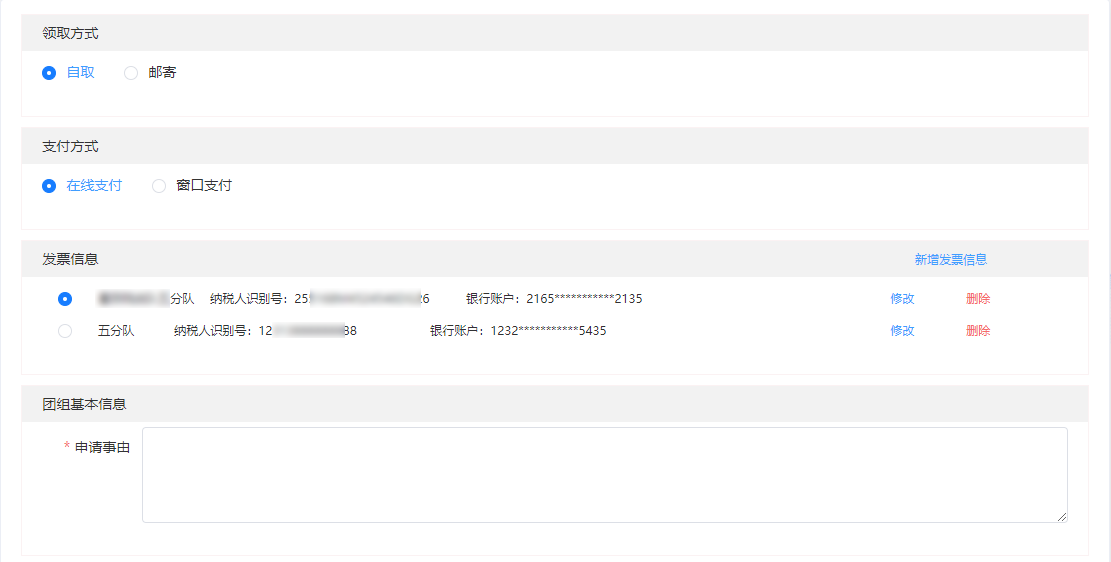 领取方式
自取 邮寄
支付方式
在线支付 窗口支付
发票信息 新增发票信息
分队 纳税人识别号：25 26 银行账户：2165***********2135 修改 删除
五分队 纳税人识别号：12 88 银行账户：1232***********5435 修改 删除
团组基本信息
* 申请事由